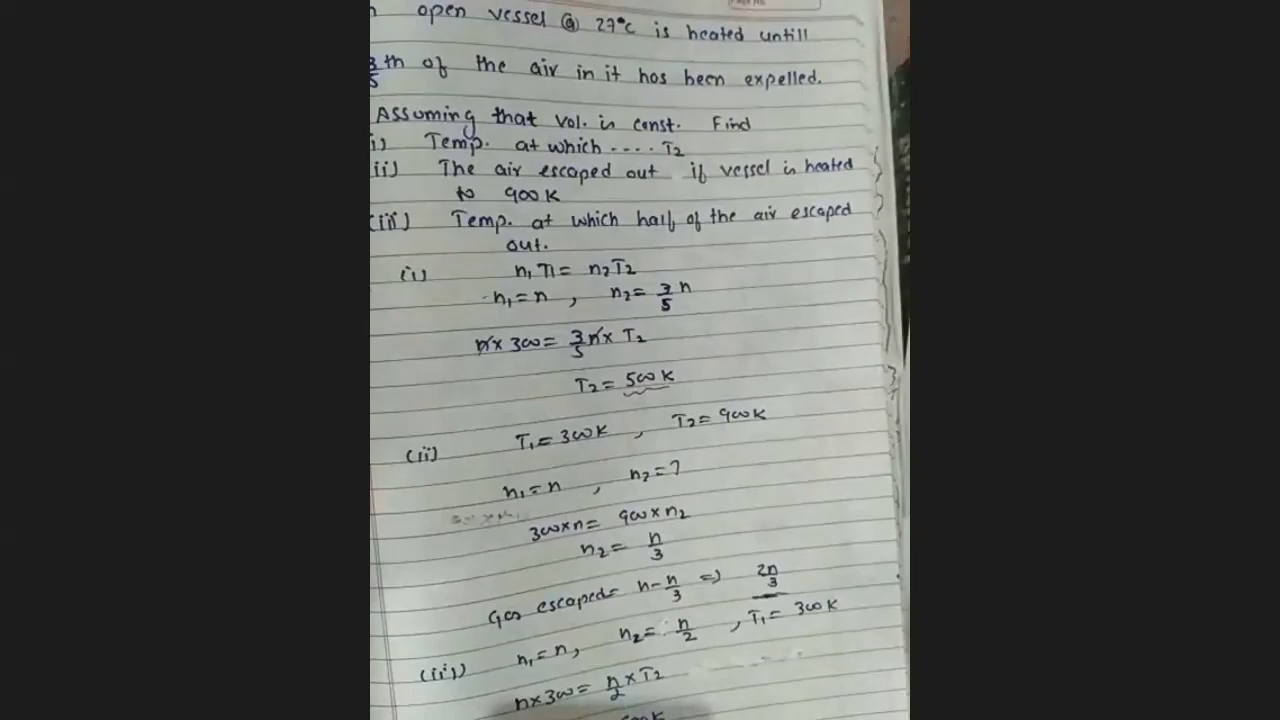 open vessel @ 27°C is heated untill
3/5 th of the air in it has been expelled.
Assuming that vol. is const. Find
i) Temp. at which .... T₂
ii) The air escaped out if vessel is heated
to 900 K
(iii) Temp. at which half of the air escaped
out.
(i) n₁T₁ = n₂T₂
n₁ = n , n₂ = 3/5 n
n × 300 = 3/5 n × T₂
T₂ = 500 K
(ii) T₁ = 300 K , T₂ = 900 K
n₁ = n , n₂ = ?
300 × n = 900 × n₂
n₂ = n/3
Gas escaped = n - n/3 => 2n/3
(iii) n₁ = n, n₂ = n/2 , T₁ = 300 K
n × 300 = n/2 × T₂